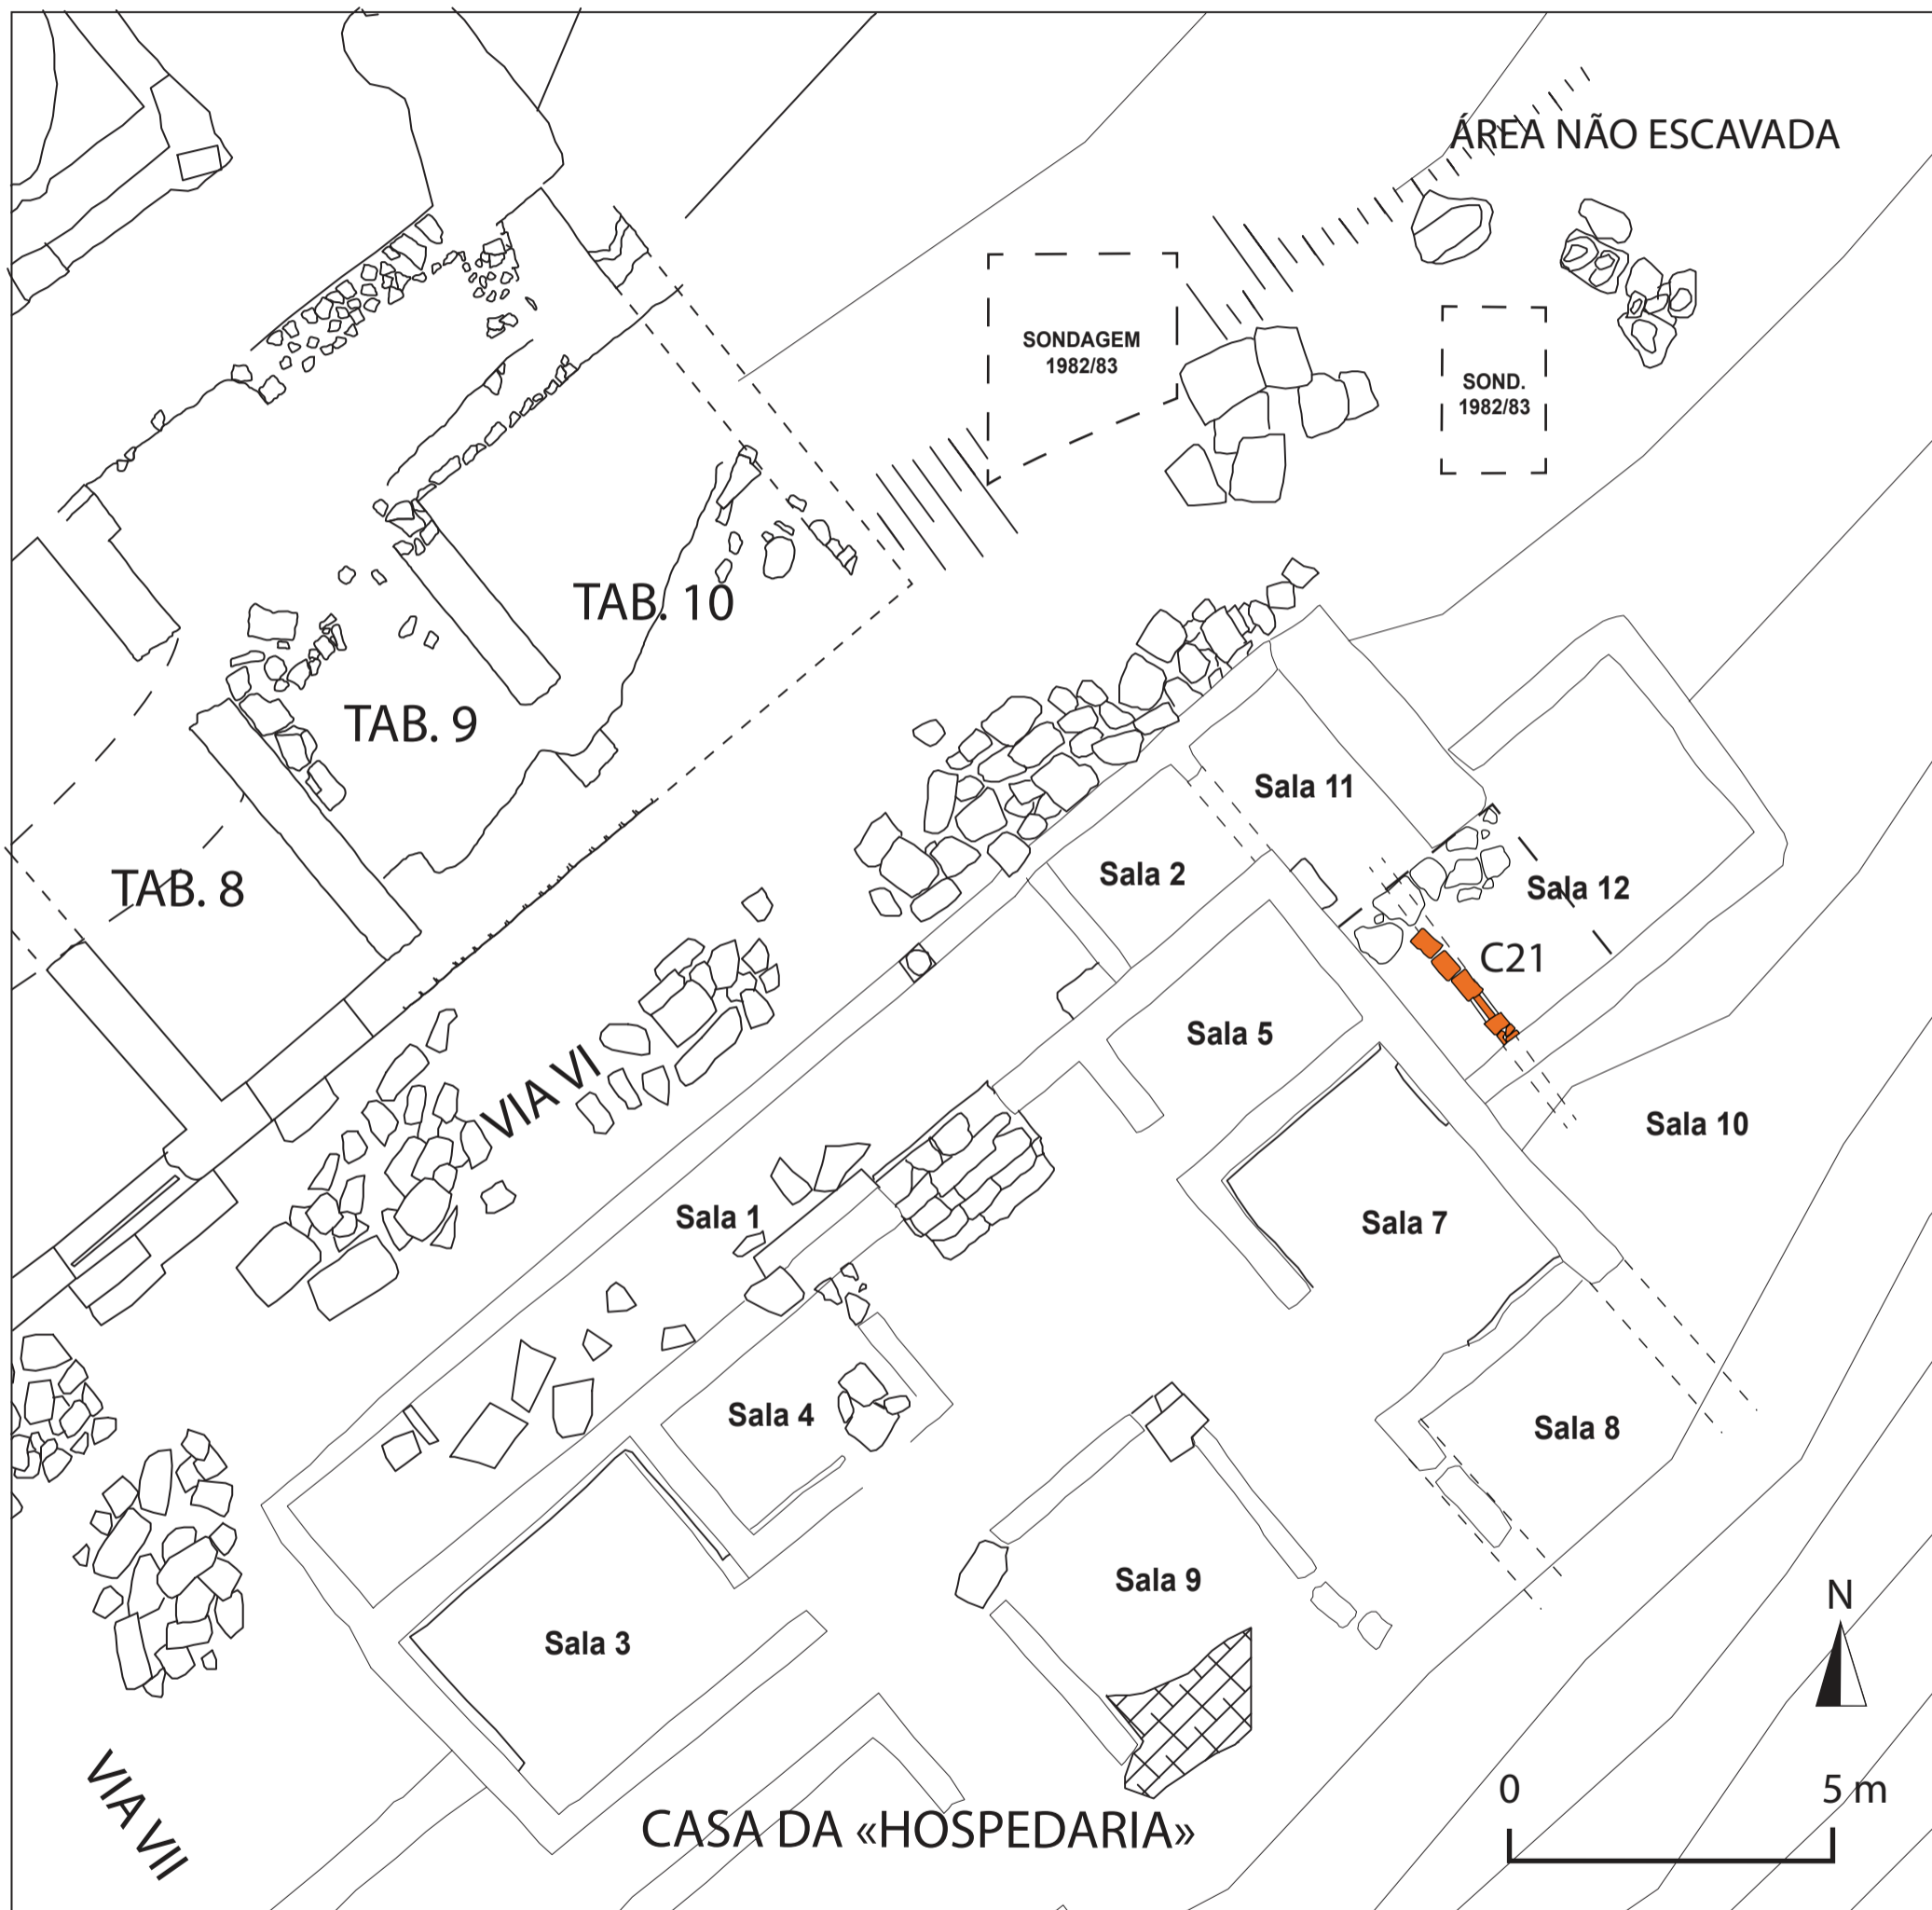 ÁREA NÃO ESCAVADA
SONDAGEM
1982/83
SOND.
1982/83
TAB. 10
TAB. 9
TAB. 8
Sala 11
Sala 2
Sala 12
C21
Sala 5
VIA VI
Sala 10
Sala 1
Sala 7
Sala 4
Sala 8
Sala 9
N
Sala 3
VIA VII
0 5 m
CASA DA «HOSPEDARIA»